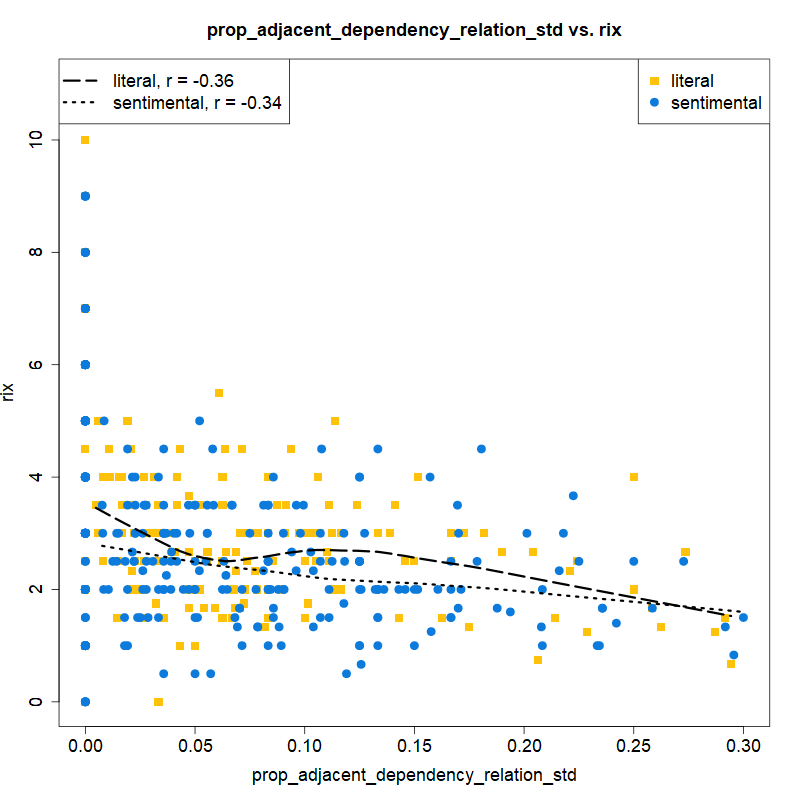 prop_adjacent_dependency_relation_std vs. rix
literal, r = -0.36
sentimental, r = -0.34
literal
sentimental
rix
10
8
6
4
2
0
0.00 0.05 0.10 0.15 0.20 0.25 0.30
prop_adjacent_dependency_relation_std